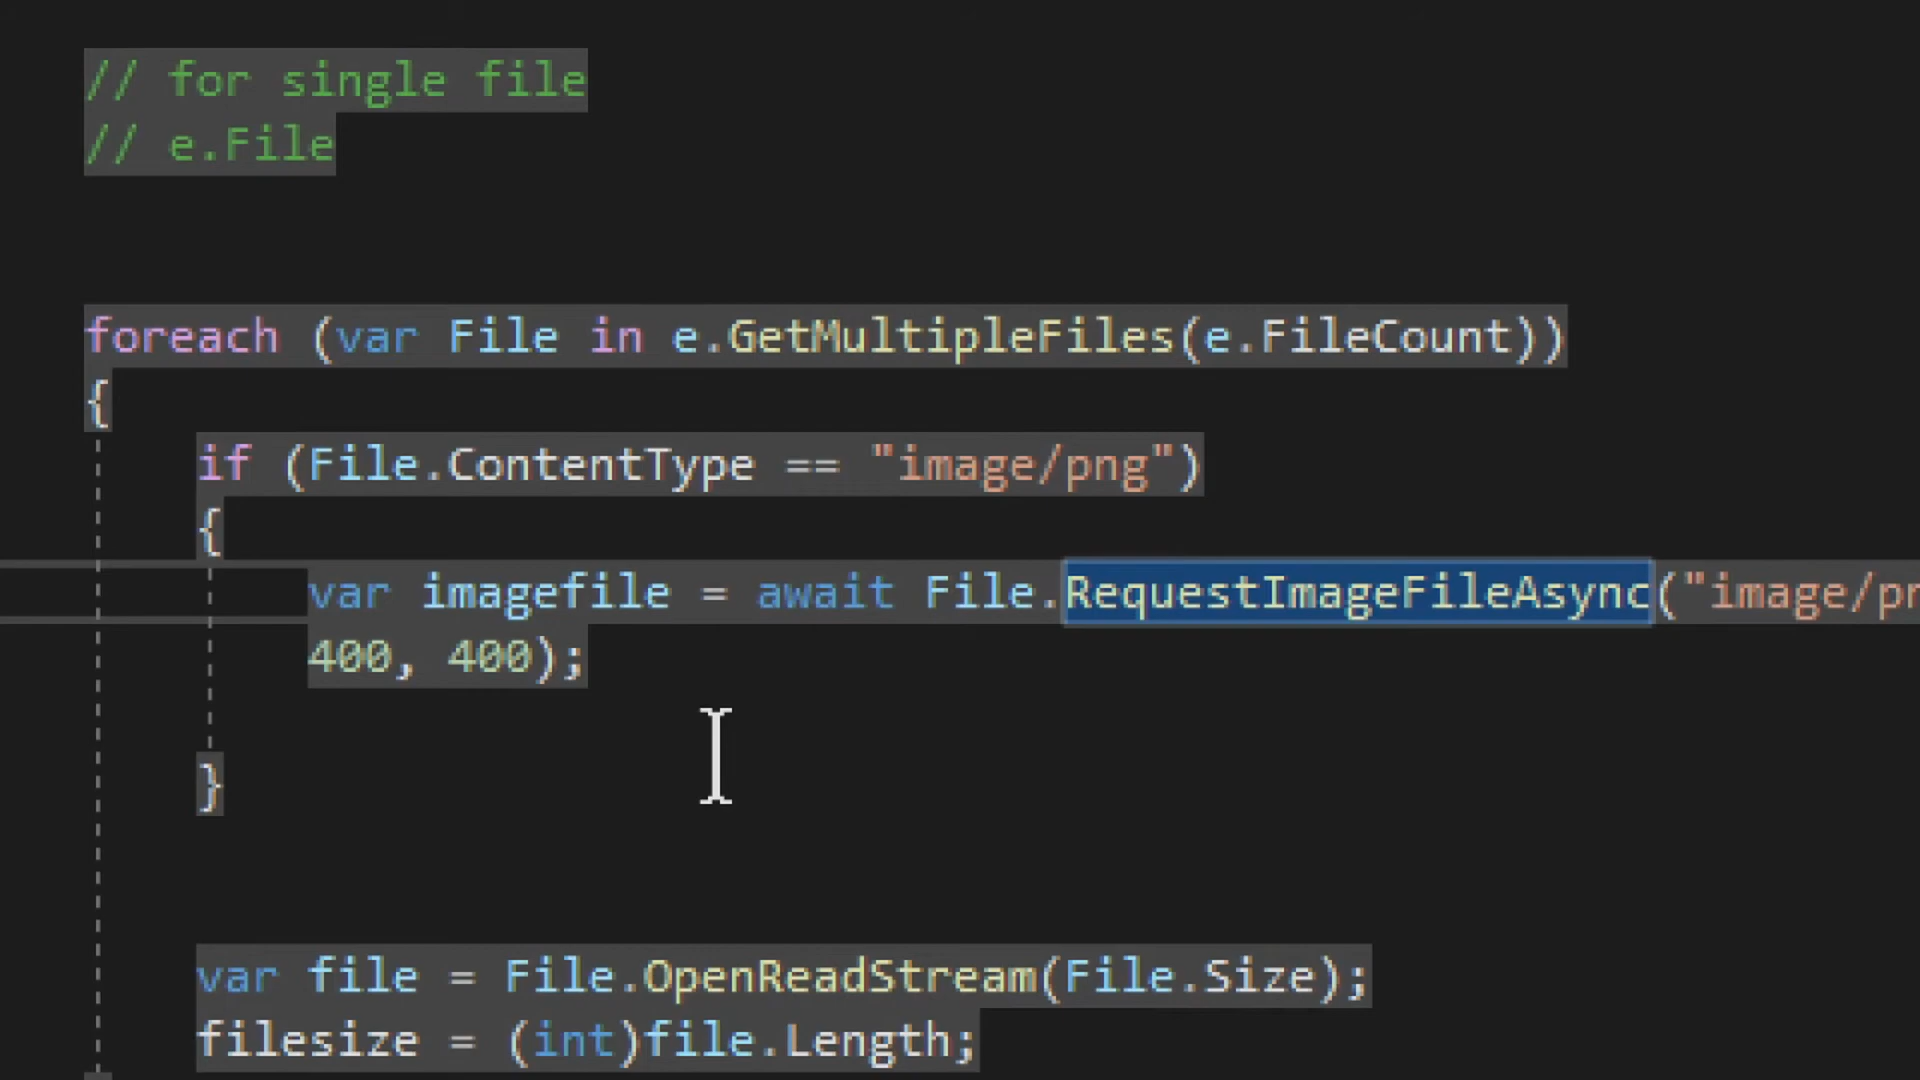 // for single file
// e.File
foreach (var File in e.GetMultipleFiles(e.FileCount))
{
if (File.ContentType == "image/png")
{
var imagefile = await File.RequestImageFileAsync("image/pn
400, 400);
}
var file = File.OpenReadStream(File.Size);
filesize = (int)file.Length;